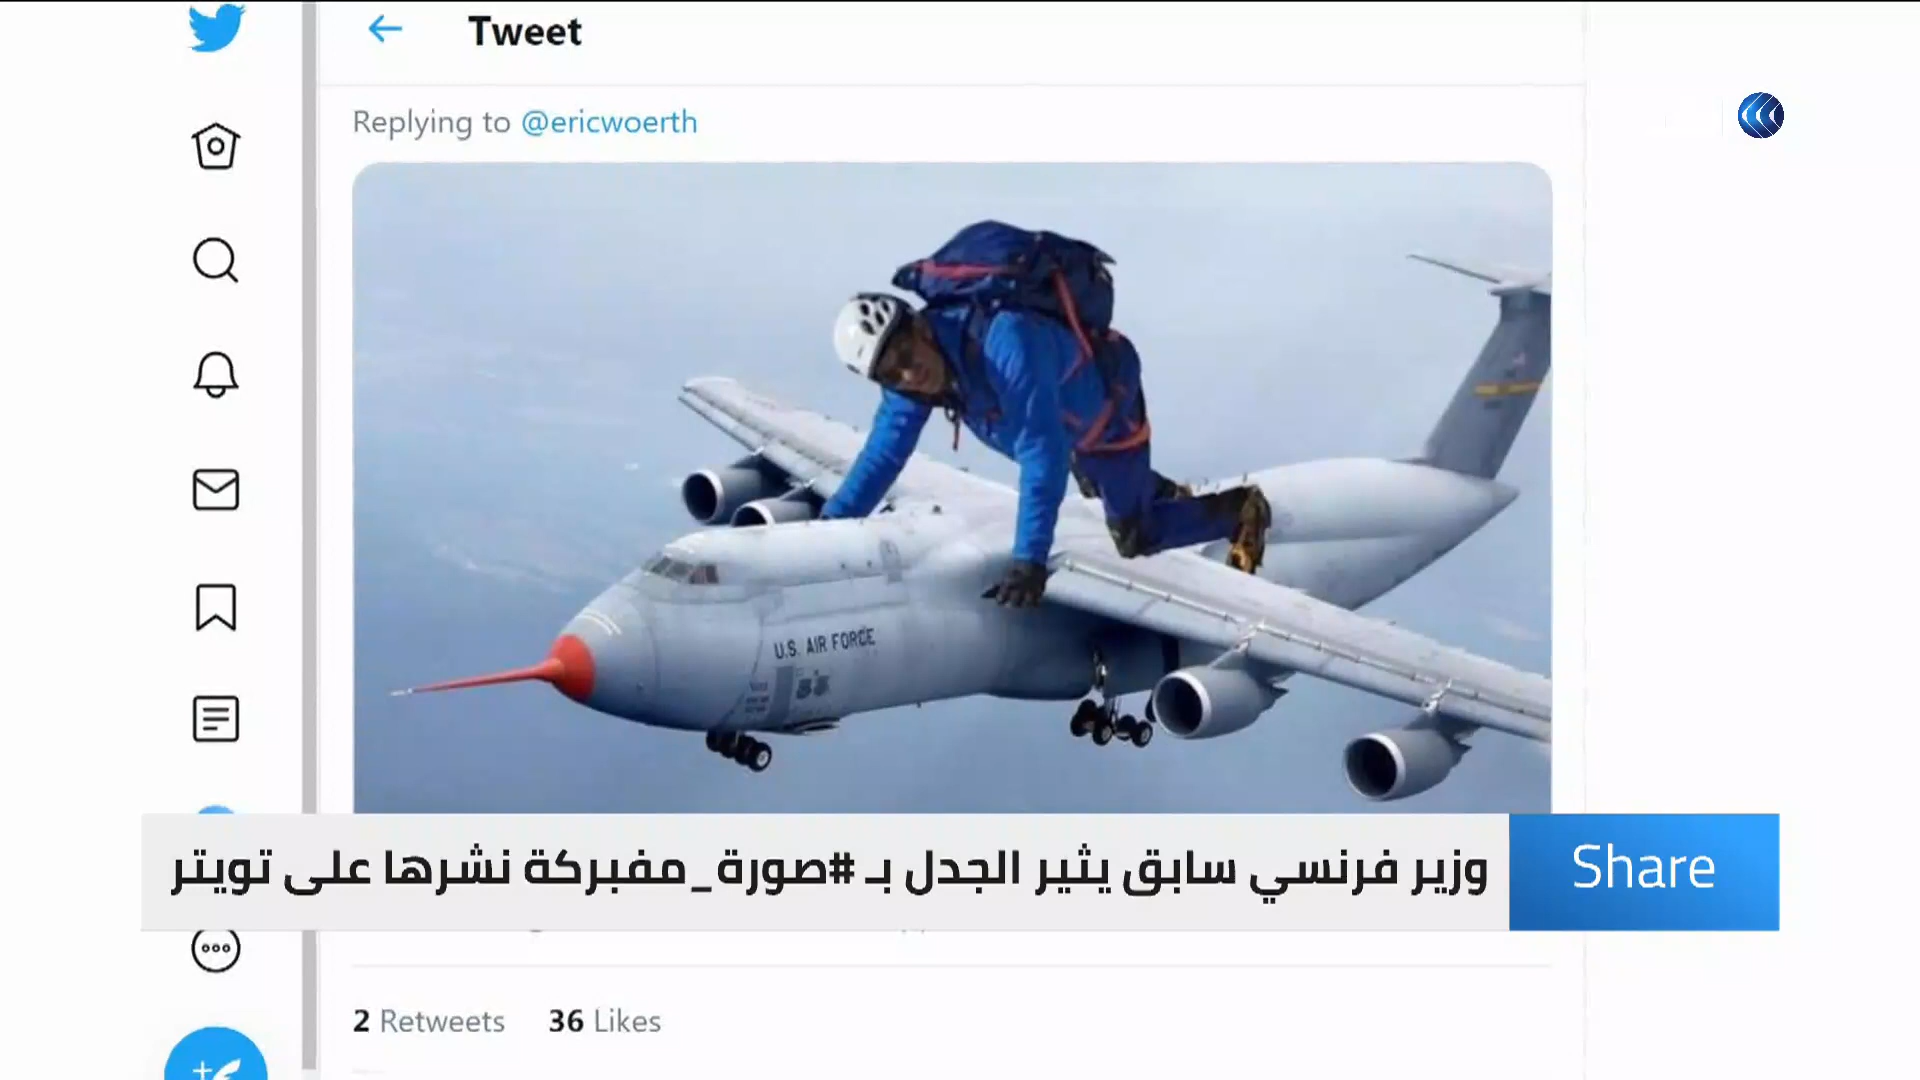 Tweet
Replying to @ericwoerth
U.S. AIR FORCE
وزير فرنسي سابق يثير الجدل بـ #صورة_مفبركة نشرها على تويتر
Share
2 Retweets 36 Likes